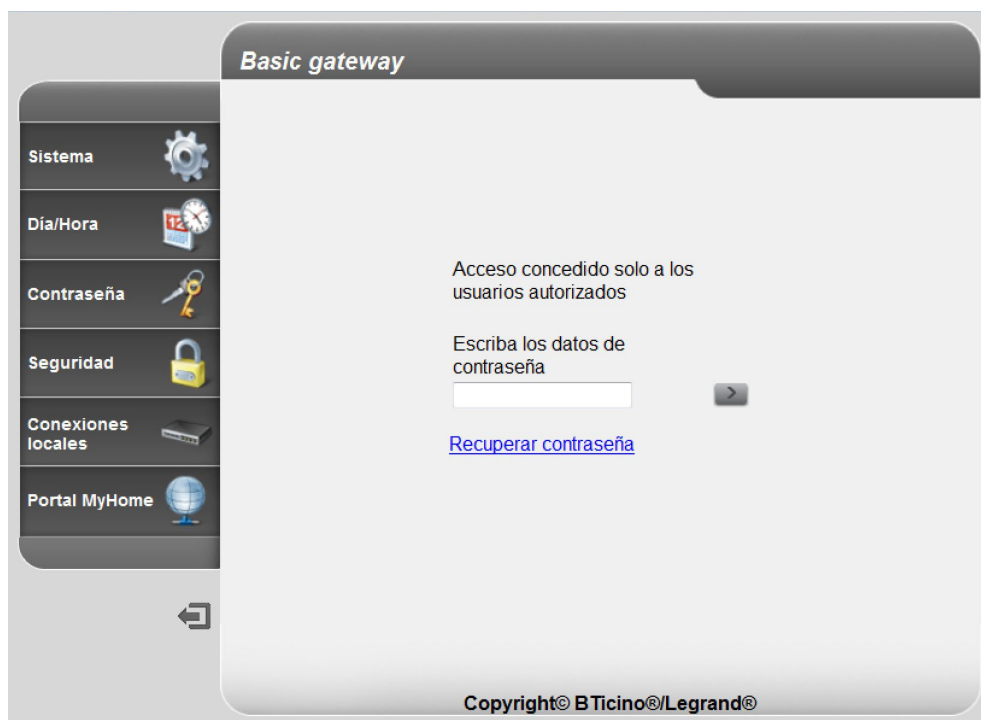 Basic gateway
Sistema
Día/Hora
Contraseña
Seguridad
Conexiones
locales
Portal MyHome
Acceso concedido solo a los
usuarios autorizados
Escriba los datos de
contraseña
Recuperar contraseña
Copyright© BTicino®/Legrand®